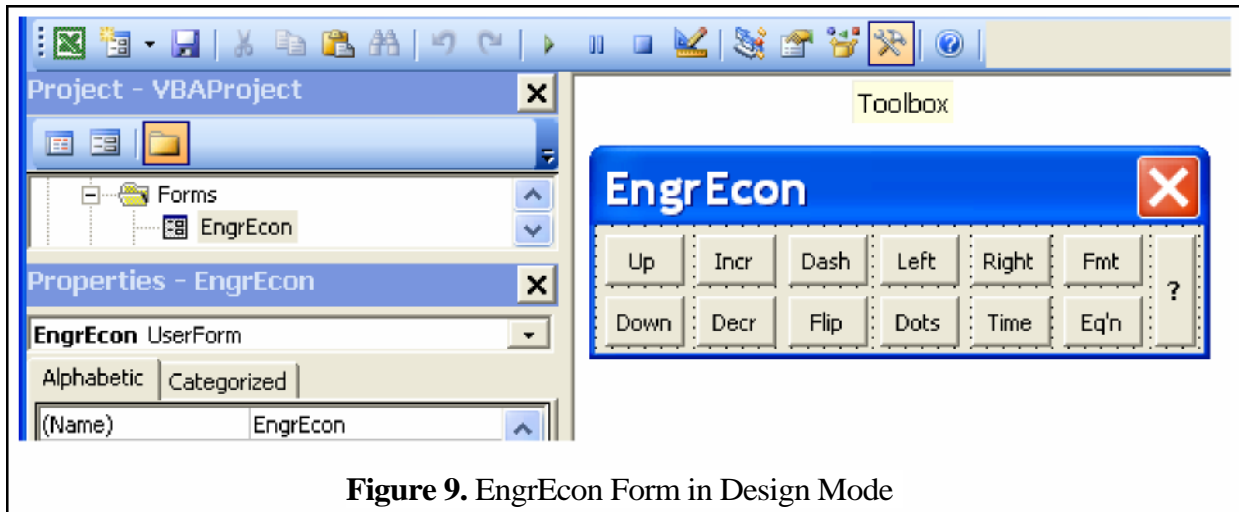 Project - VBAProject
Toolbox
Forms
EngrEcon
Properties - EngrEcon
EngrEcon UserForm
Alphabetic Categorized
(Name) EngrEcon
EngrEcon
Up Incr Dash Left Right Fmt ?
Down Decr Flip Dots Time Eq'n
Figure 9. EngrEcon Form in Design Mode